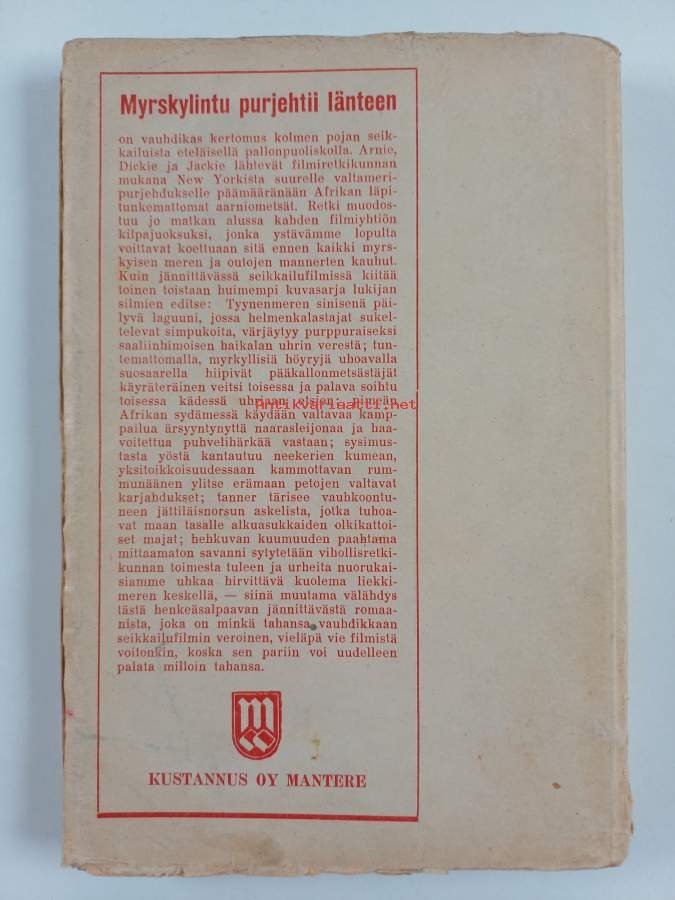 Myrskylintu purjehtii länteen
on vauhdikas kertomus kolmen pojan seik-
kailuista eteläisellä pallonpuoliskolla. Arnie,
Dickie ja Jackie lähtevät filmiretkikunnan
mukana New Yorkista suurelle valtameri-
purjehdukselle päämääränään Afrikan läpi-
tunkemattomat aarniometsät. Retki muodos-
tuu jo matkan alussa kahden filmiyhtiön
kilpajuoksuksi, jonka ystävämme lopulta
voittavat koettuaan sitä ennen kaikki myrs-
kyisen meren ja outojen mannerten kauhut.
Kuin jännittävässä seikkailufilmissä kiitää
toinen toistaan huimempi kuvasarja lukijan
silmien editse: Tyynenmeren sinisenä päi-
lyvä laguuni, jossa helmenkalastajat sukel-
televat simpukoita, värjäytyy purppuraiseksi
saaliinhimoisen haikalan uhrin verestä; tun-
temattomalla, myrkyllisiä höyryjä uhoavalla
suosaarella hiipivät pääkallonmetsästäjät
käyräteräinen veitsi toisessa ja palava soihtu
toisessa kädessä uhriaan etsien; pimeän
Antikvariaatti.net
Afrikan sydämessä käydään valtavaa kamp-
pailua ärsyyntynyttä naarasleijonaa ja haa-
voitettua puhvelihärkää vastaan; sysimus-
tasta yöstä kantautuu neekerien kumean,
yksitoikkoisuudessaan kammottavan rum-
munäänen ylitse erämaan petojen valtavat
karjahdukset; tanner tärisee vauhkoontu-
neen jättiläisnorsun askelista, jotka tuhoa-
vat maan tasalle alkuasukkaiden olkikattoi-
set majat; hehkuvan kuumuuden paahtama
mittaamaton savanni sytytetään vihollisretki-
kunnan toimesta tuleen ja urheita nuorukai-
siamme uhkaa hirvittävä kuolema liekki-
meren keskellä, — siinä muutama välähdys
tästä henkeäsalpaavan jännittävästä romaa-
nista, joka on minkä tahansa vauhdikkaan
seikkailufilmin veroinen, vieläpä vie filmistä
voitonkin, koska sen pariin voi uudelleen
palata milloin tahansa.
KUSTANNUS OY MANTERE